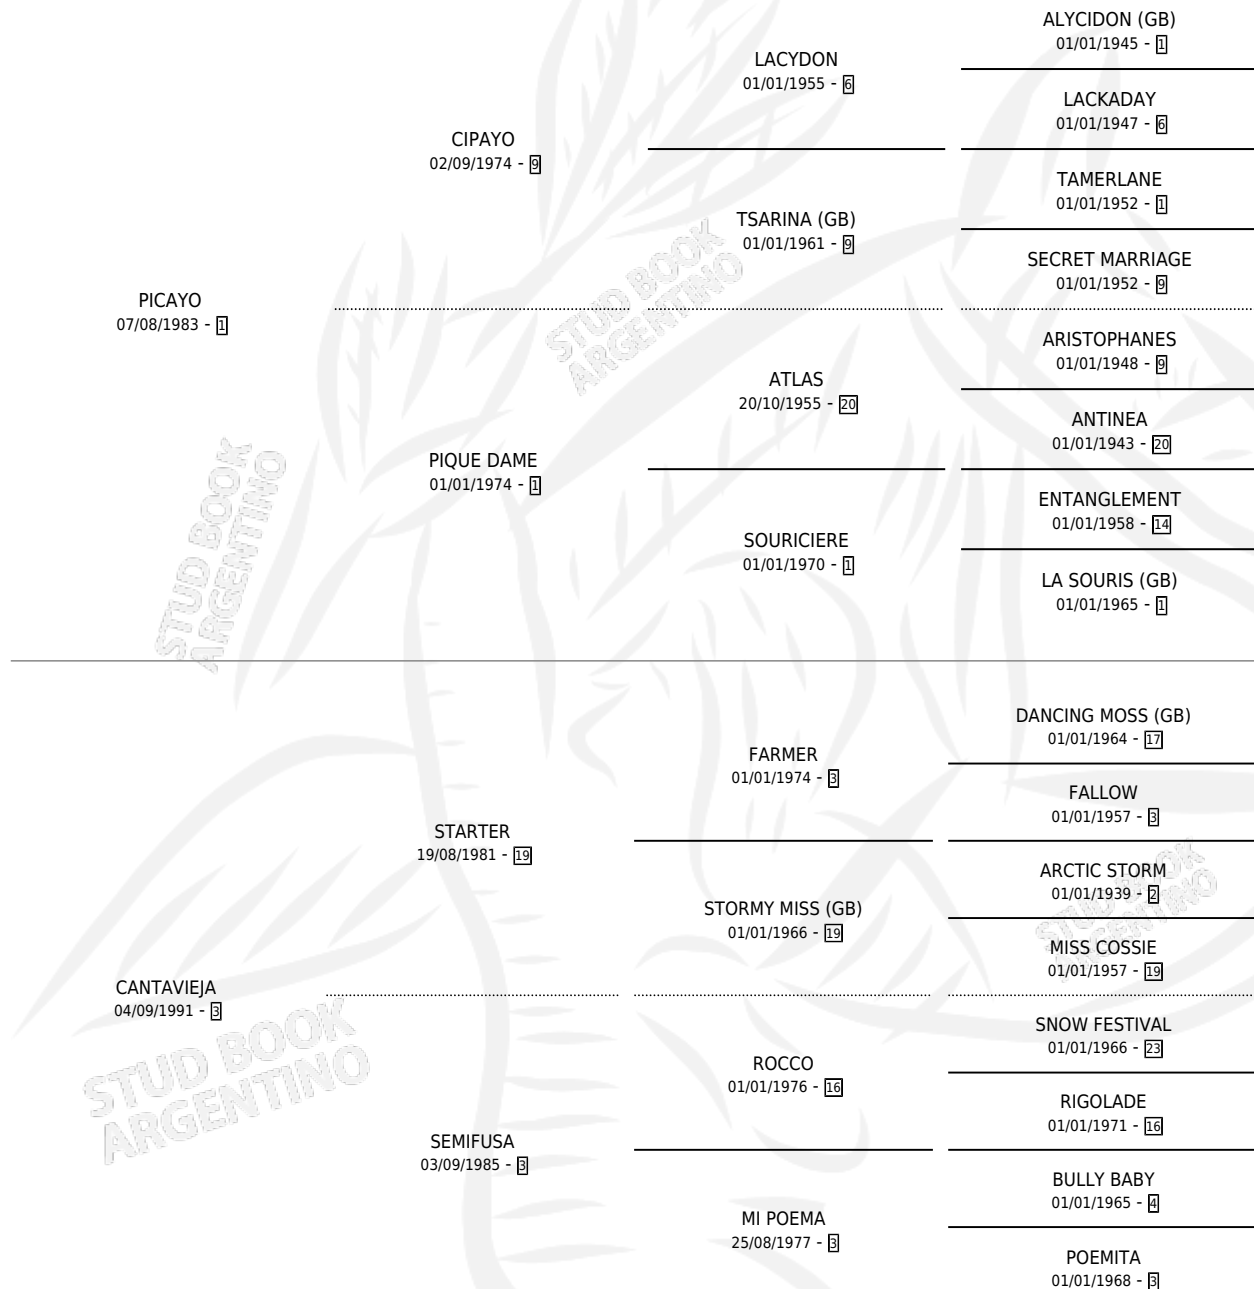 ALYCIDON (GB)
01/01/1945 - 1
LACYDON
01/01/1955 - 6
LACKADAY
01/01/1947 - 6
CIPAYO
02/09/1974 - 9
TAMERLANE
01/01/1952 - 1
TSARINA (GB)
01/01/1961 - 9
SECRET MARRIAGE
01/01/1952 - 9
PICAYO
07/08/1983 - 1
ARISTOPHANES
01/01/1948 - 9
ATLAS
20/10/1955 - 20
ANTINEA
01/01/1943 - 20
PIQUE DAME
01/01/1974 - 1
ENTANGLEMENT
01/01/1958 - 14
SOURICIERE
01/01/1970 - 1
LA SOURIS (GB)
01/01/1965 - 1
DANCING MOSS (GB)
01/01/1964 - 17
FARMER
01/01/1974 - 3
FALLOW
01/01/1957 - 3
STARTER
19/08/1981 - 19
ARCTIC STORM
01/01/1939 - 2
STORMY MISS (GB)
01/01/1966 - 19
MISS COSSIE
01/01/1957 - 19
CANTAVIEJA
04/09/1991 - 3
SNOW FESTIVAL
01/01/1966 - 23
ROCCO
01/01/1976 - 16
RIGOLADE
01/01/1971 - 16
SEMIFUSA
03/09/1985 - 3
BULLY BABY
01/01/1965 - 4
MI POEMA
25/08/1977 - 3
POEMITA
01/01/1968 - 3
STUD BOOK
ARGENTINO
STUD BOOK
ARGENTINO
STUD BOOK
ARGENTINO
STUD BOOK
ARGENTINO